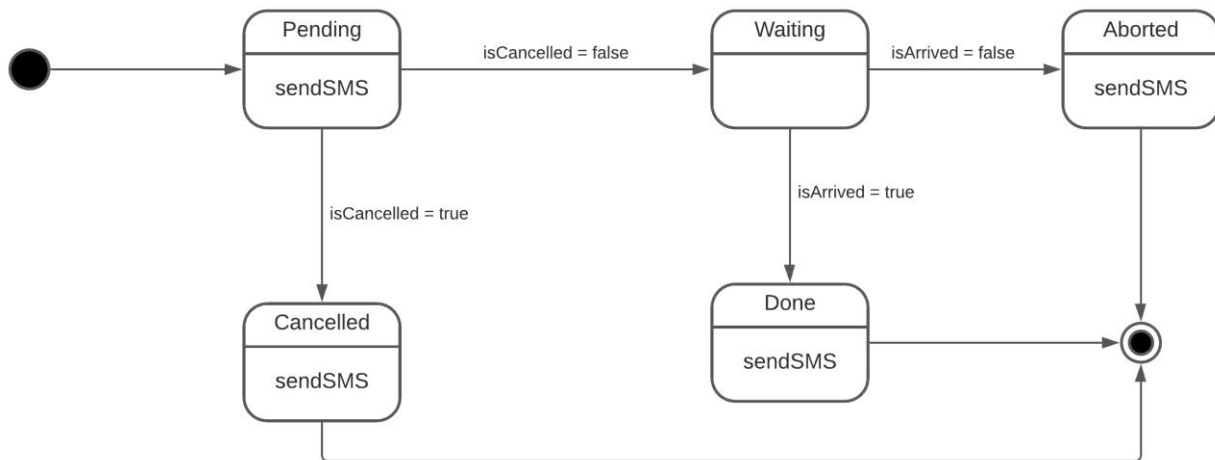 Pending
sendSMS
isCancelled = false
Waiting
isArrived = false
Aborted
sendSMS
isCancelled = true
isArrived = true
Cancelled
sendSMS
Done
sendSMS